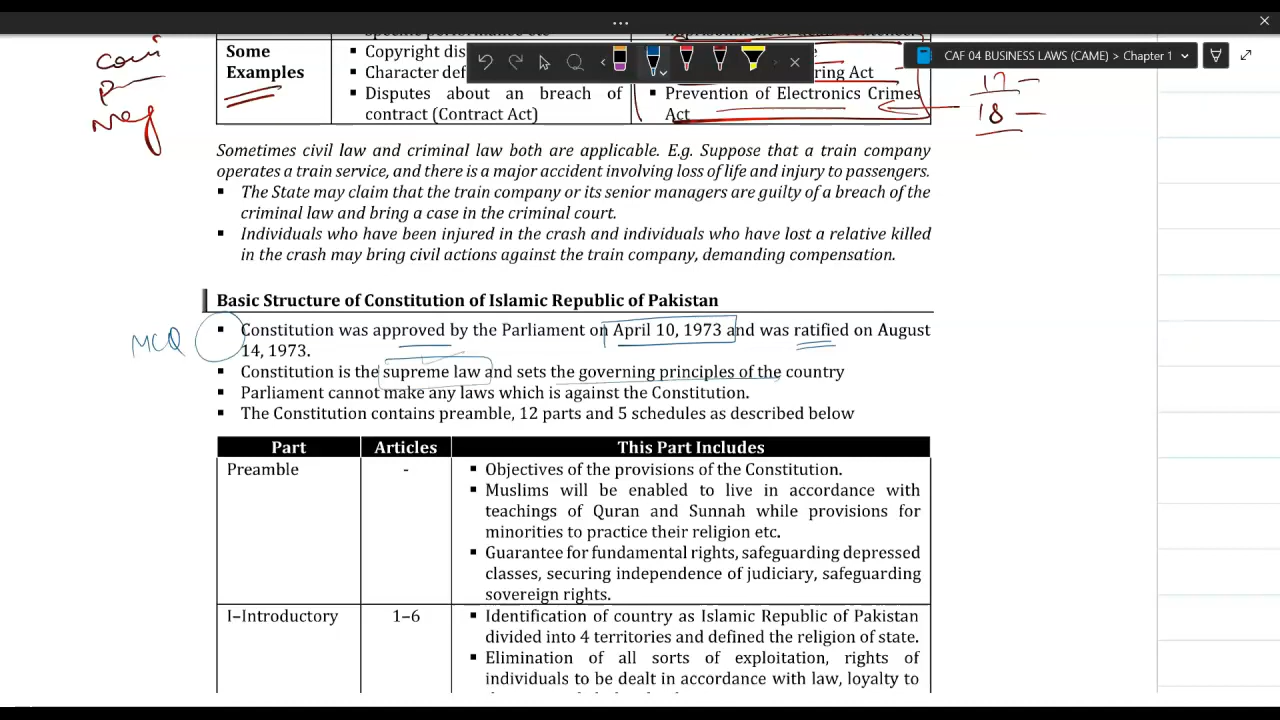 CAF 04 BUSINESS LAWS (CAME) > Chapter 1
Some
Examples
Copyright dis
Character def
Disputes about an breach of
contract (Contract Act)
ring Act
Prevention of Electronics Crimes
Act
17
18
Sometimes civil law and criminal law both are applicable. E.g. Suppose that a train company
operates a train service, and there is a major accident involving loss of life and injury to passengers.
▪ The State may claim that the train company or its senior managers are guilty of a breach of the
criminal law and bring a case in the criminal court.
▪ Individuals who have been injured in the crash and individuals who have lost a relative killed
in the crash may bring civil actions against the train company, demanding compensation.
Basic Structure of Constitution of Islamic Republic of Pakistan
MCQ
▪ Constitution was approved by the Parliament on April 10, 1973 and was ratified on August
14, 1973.
▪ Constitution is the supreme law and sets the governing principles of the country
▪ Parliament cannot make any laws which is against the Constitution.
▪ The Constitution contains preamble, 12 parts and 5 schedules as described below
Part Articles This Part Includes
Preamble - ▪ Objectives of the provisions of the Constitution.
▪ Muslims will be enabled to live in accordance with
teachings of Quran and Sunnah while provisions for
minorities to practice their religion etc.
▪ Guarantee for fundamental rights, safeguarding depressed
classes, securing independence of judiciary, safeguarding
sovereign rights.
I–Introductory 1–6 ▪ Identification of country as Islamic Republic of Pakistan
divided into 4 territories and defined the religion of state.
▪ Elimination of all sorts of exploitation, rights of
individuals to be dealt in accordance with law, loyalty to